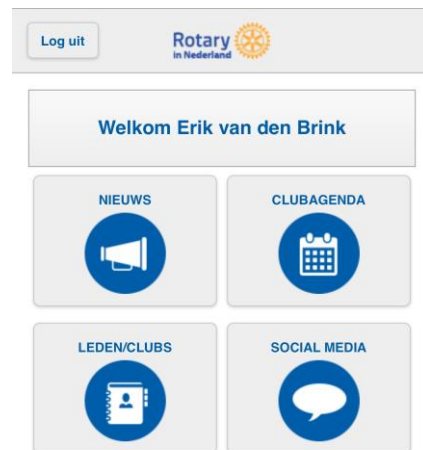 Log uit
Rotary
in Nederland
Welkom Erik van den Brink
NIEUWS
CLUBAGENDA
LEDEN/CLUBS
SOCIAL MEDIA